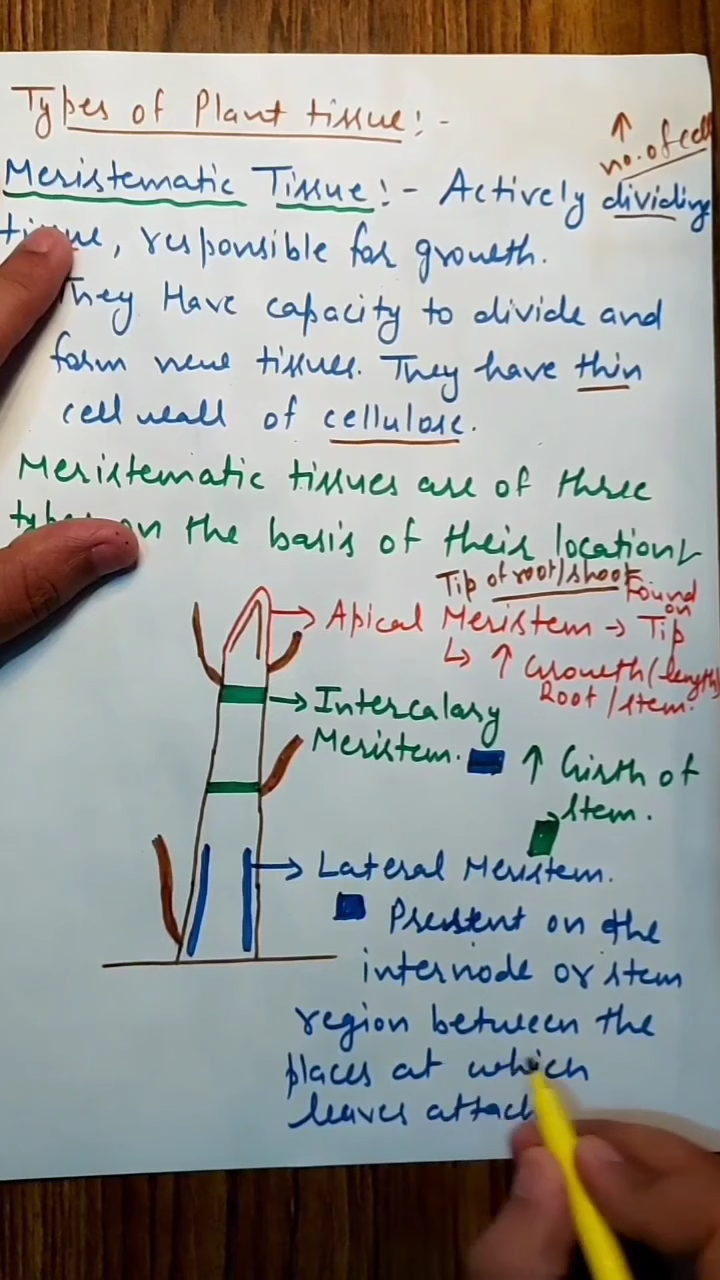 Types of Plant tissue:-
↑
no. of cell
Meristematic Tissue:- Actively dividing
tissue, responsible for growth.
They Have capacity to divide and
form new tissues. They have thin
cell wall of cellulose.
Meristematic tissues are of three
types on the basis of their location
Tip of root/shoot
Apical Meristem → Found on Tip
↳ ↑ Growth (length)
Root/stem.
Intercalary
Meristem.
↑ Girth of
stem.
Lateral Meristem.
Present on the
internode or stem
region between the
places at which
leaves attach